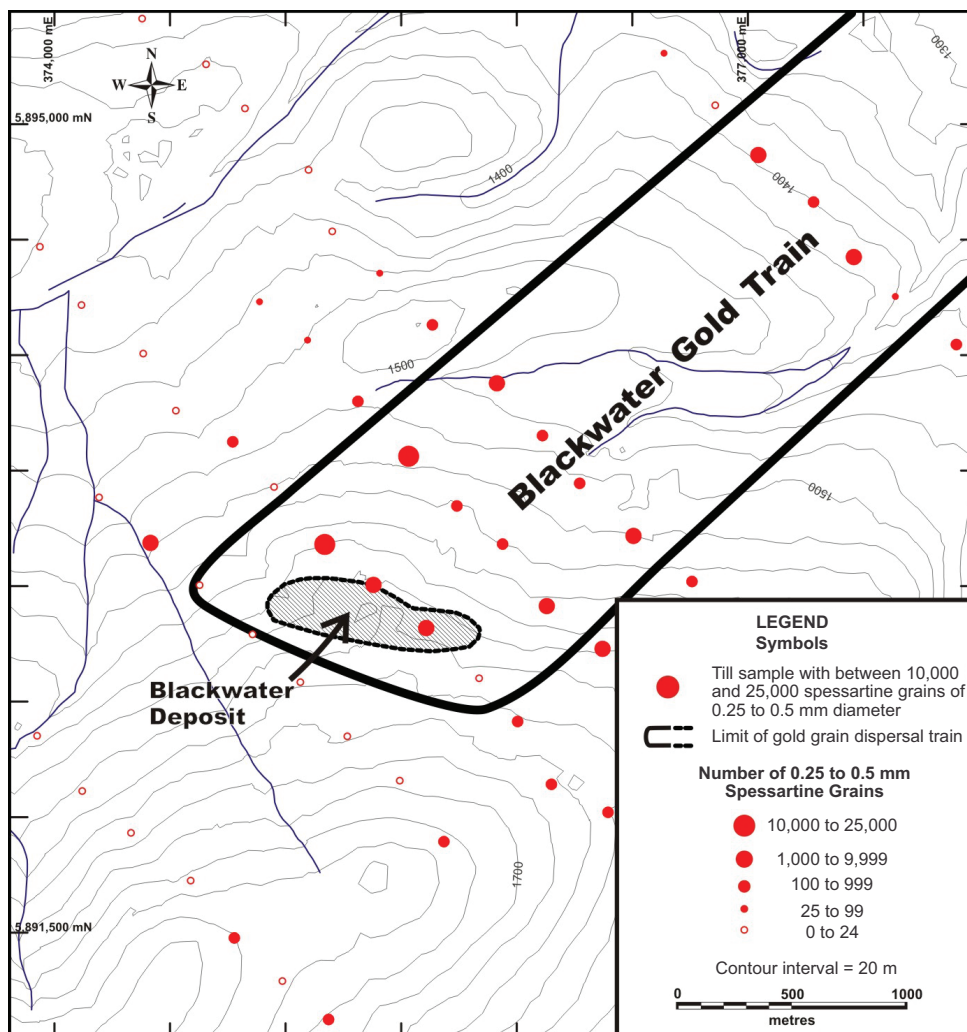 374,000 mE
377,000 mE
1300
N
W E
S
5,895,000 mN
1400
1400
1500
Blackwater Gold Train
1500
Blackwater
Deposit
1700
5,891,500 mN
LEGEND
Symbols
Till sample with between 10,000
and 25,000 spessartine grains of
0.25 to 0.5 mm diameter
Limit of gold grain dispersal train
Number of 0.25 to 0.5 mm
Spessartine Grains
10,000 to 25,000
1,000 to 9,999
100 to 999
25 to 99
0 to 24
Contour interval = 20 m
0 500 1000
metres